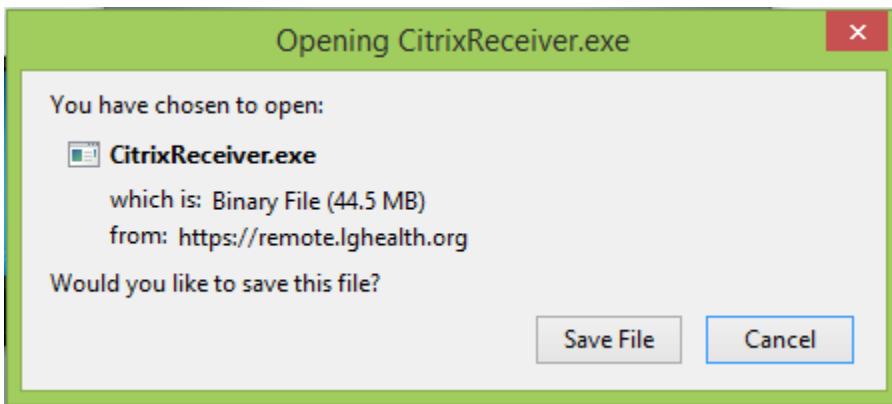 Opening CitrixReceiver.exe
You have chosen to open:
CitrixReceiver.exe
which is: Binary File (44.5 MB)
from: https://remote.lghealth.org
Would you like to save this file?
Save File Cancel